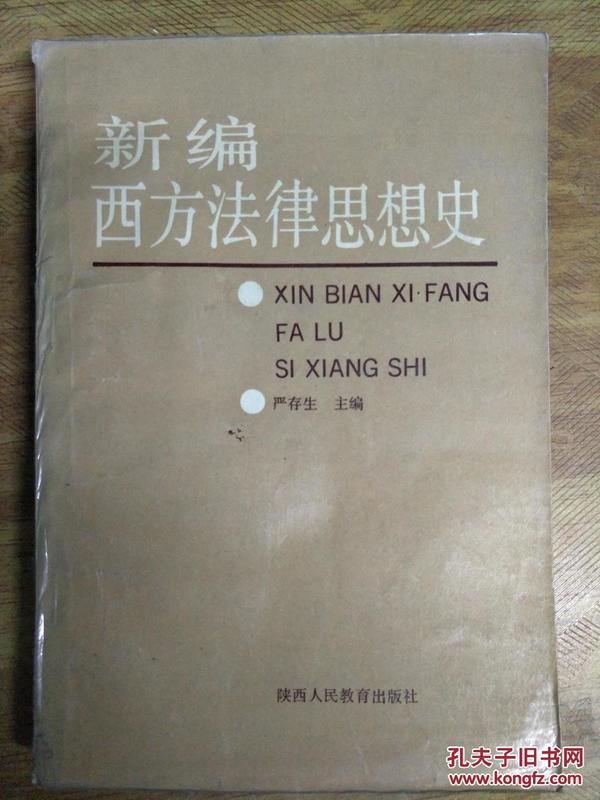 新编
西方法律思想史
XIN BIAN XI·FANG
FA LU
SI XIANG SHI
严存生 主编
陕西人民教育出版社
孔夫子旧书网
www.kongfz.com